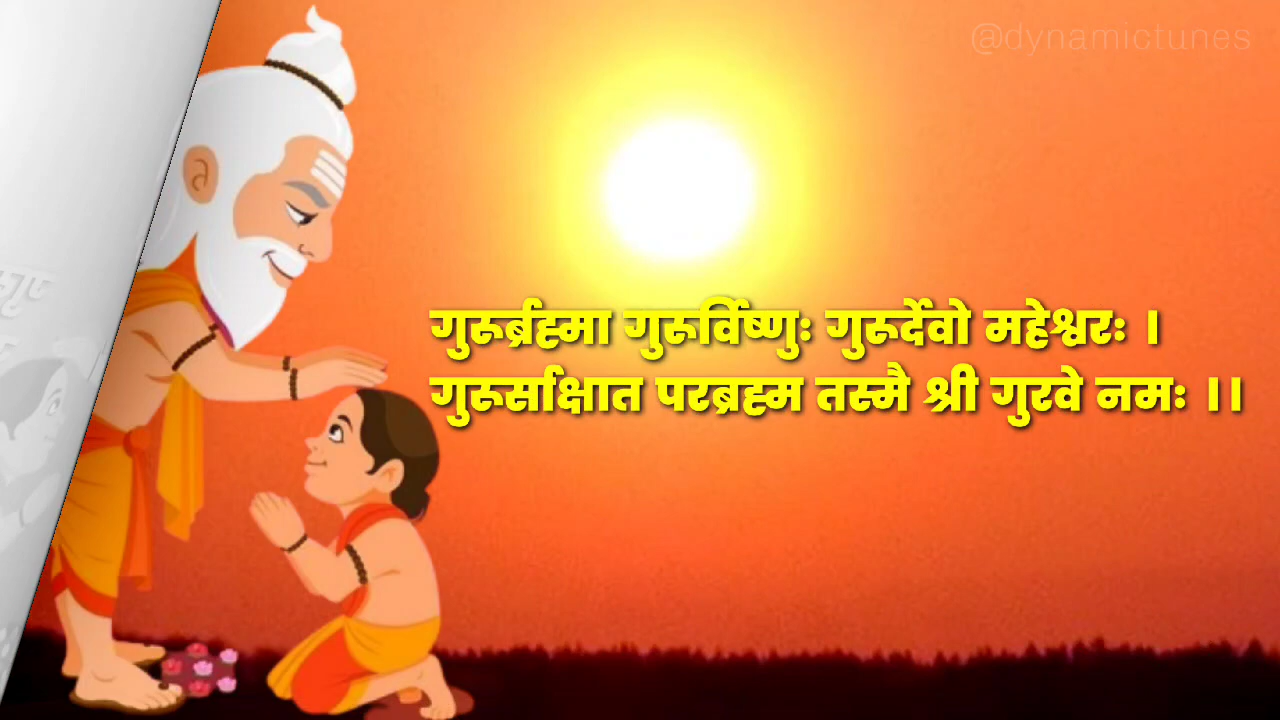 @dynamictunes
गुरूर्ब्रह्मा गुरूर्विष्णुः गुरूर्देवो महेश्वरः ।
गुरूर्साक्षात परब्रह्म तस्मै श्री गुरवे नमः ।।